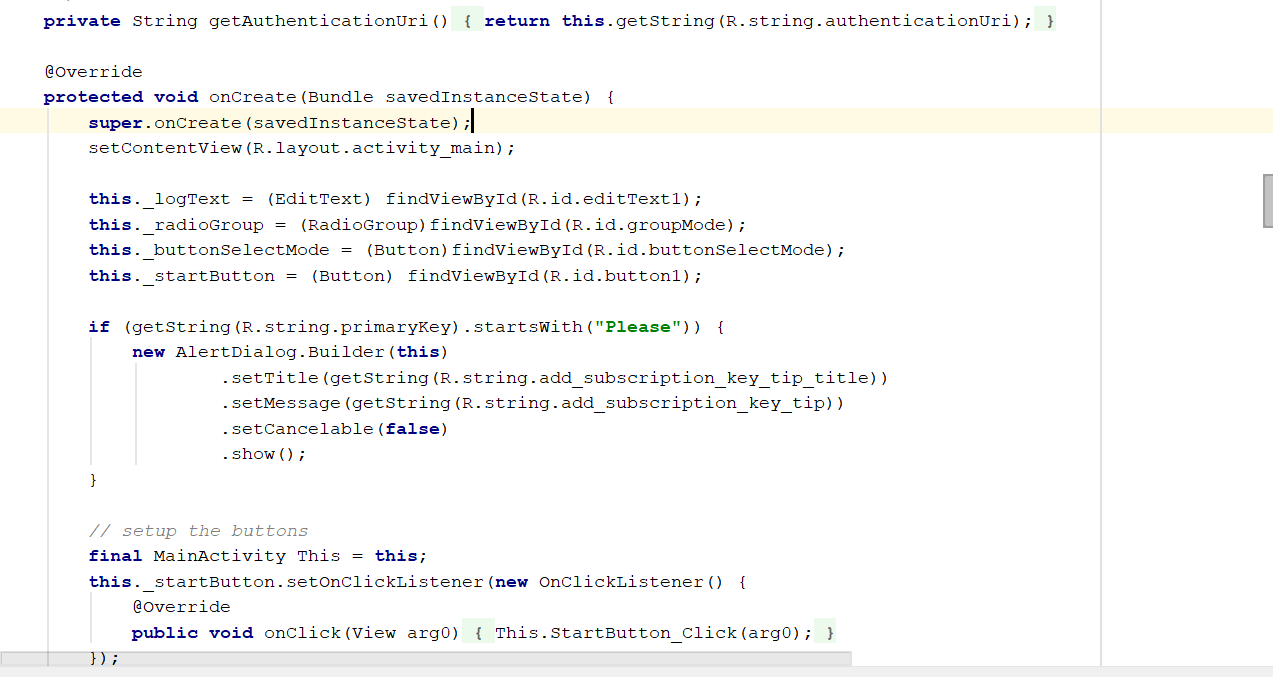 private String getAuthenticationUri() { return this.getString(R.string.authenticationUri); }
@Override
protected void onCreate(Bundle savedInstanceState) {
super.onCreate(savedInstanceState);
setContentView(R.layout.activity_main);
this._logText = (EditText) findViewById(R.id.editText1);
this._radioGroup = (RadioGroup)findViewById(R.id.groupMode);
this._buttonSelectMode = (Button)findViewById(R.id.buttonSelectMode);
this._startButton = (Button) findViewById(R.id.button1);
if (getString(R.string.primaryKey).startsWith("Please")) {
new AlertDialog.Builder(this)
.setTitle(getString(R.string.add_subscription_key_tip_title))
.setMessage(getString(R.string.add_subscription_key_tip))
.setCancelable(false)
.show();
}
// setup the buttons
final MainActivity This = this;
this._startButton.setOnClickListener(new OnClickListener() {
@Override
public void onClick(View arg0) { This.StartButton_Click(arg0); }
});